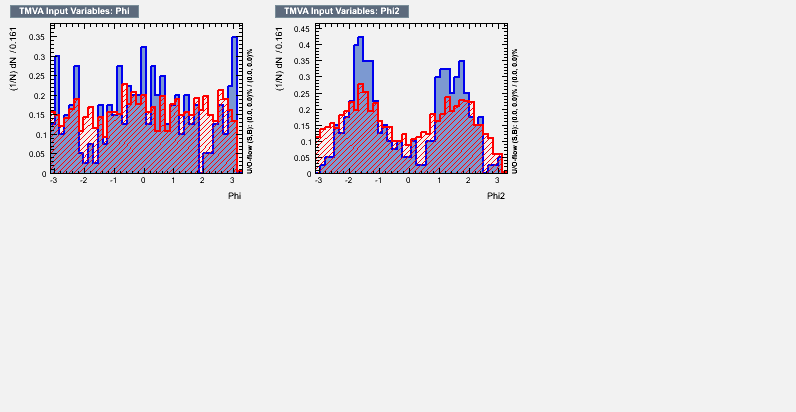 TMVA Input Variables: Phi
(1/N) dN / 0.161
0.35
0.3
0.25
0.2
0.15
0.1
0.05
0
-3 -2 -1 0 1 2 3
Phi
U/O-flow (S,B): (0.0, 0.0)% / (0.0, 0.0)%
TMVA Input Variables: Phi2
(1/N) dN / 0.161
0.45
0.4
0.35
0.3
0.25
0.2
0.15
0.1
0.05
0
-3 -2 -1 0 1 2 3
Phi2
U/O-flow (S,B): (0.0, 0.0)% / (0.0, 0.0)%